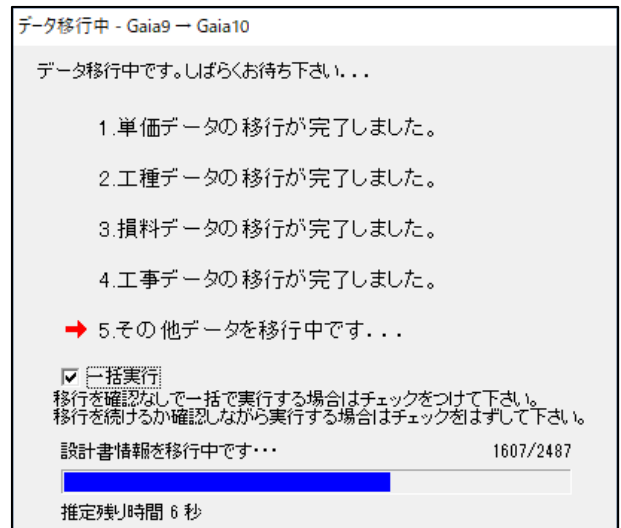 データ移行中 - Gaia9 → Gaia10
データ移行中です。しばらくお待ち下さい...
1.単価データの移行が完了しました。
2.工種データの移行が完了しました。
3.損料データの移行が完了しました。
4.工事データの移行が完了しました。
➡ 5.その他データを移行中です...
一括実行
移行を確認なしで一括で実行する場合はチェックをつけて下さい。
移行を続けるか確認しながら実行する場合はチェックをはずして下さい。
設計書情報を移行中です・・・ 1607/2487
推定残り時間 6 秒